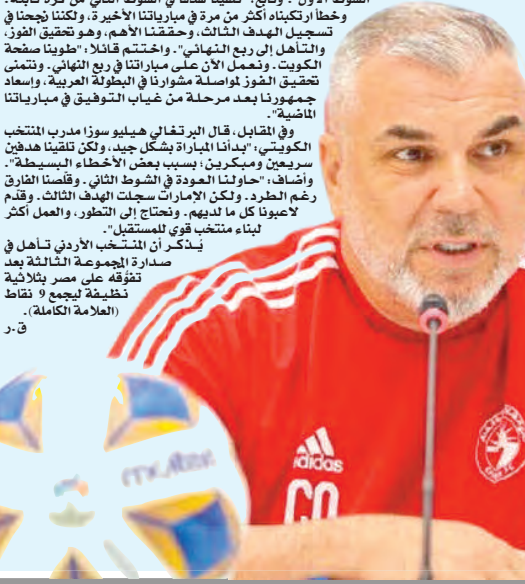 الشوط الأول". وتابع: "تلقينا هدفا في الشوط الثاني من كرة ثابتة.
وخطأ ارتكبناه أكثر من مرة في مبارياتنا الأخيرة، ولكننا نجحنا في
تسجيل الهدف الثالث، وحققنا الأهم، وهو تحقيق الفوز،
والتأهل إلى ربع النهائي". واختتم قائلا: "طوينا صفحة
الكويت. ونعمل الآن على مباراتنا في ربع النهائي. ونتمنى
تحقيق الفوز لمواصلة مشوارنا في البطولة العربية، وإسعاد
جمهورنا بعد مرحلة من غياب التوفيق في مبارياتنا
الماضية".
وفي المقابل، قال البرتغالي هيليو سوزا مدرب المنتخب
الكويتي: "بدأنا المباراة بشكل جيد، ولكن تلقينا هدفين
سريعين ومبكرين؛ بسبب بعض الأخطاء البسيطة".
وأضاف: "حاولنا العودة في الشوط الثاني. وقلصنا الفارق
رغم الطرد. ولكن الإمارات سجلت الهدف الثالث. وقدم
لاعبونا كل ما لديهم. ونحتاج إلى التطور، والعمل أكثر
لبناء منتخب قوي للمستقبل".
يُذكر أن المنتخب الأردني تأهل في
صدارة المجموعة الثالثة بعد
تفوُّقه على مصر بثلاثية
نظيفة ليجمع 9 نقاط
(العلامة الكاملة).
ق.ر
adidas
CO